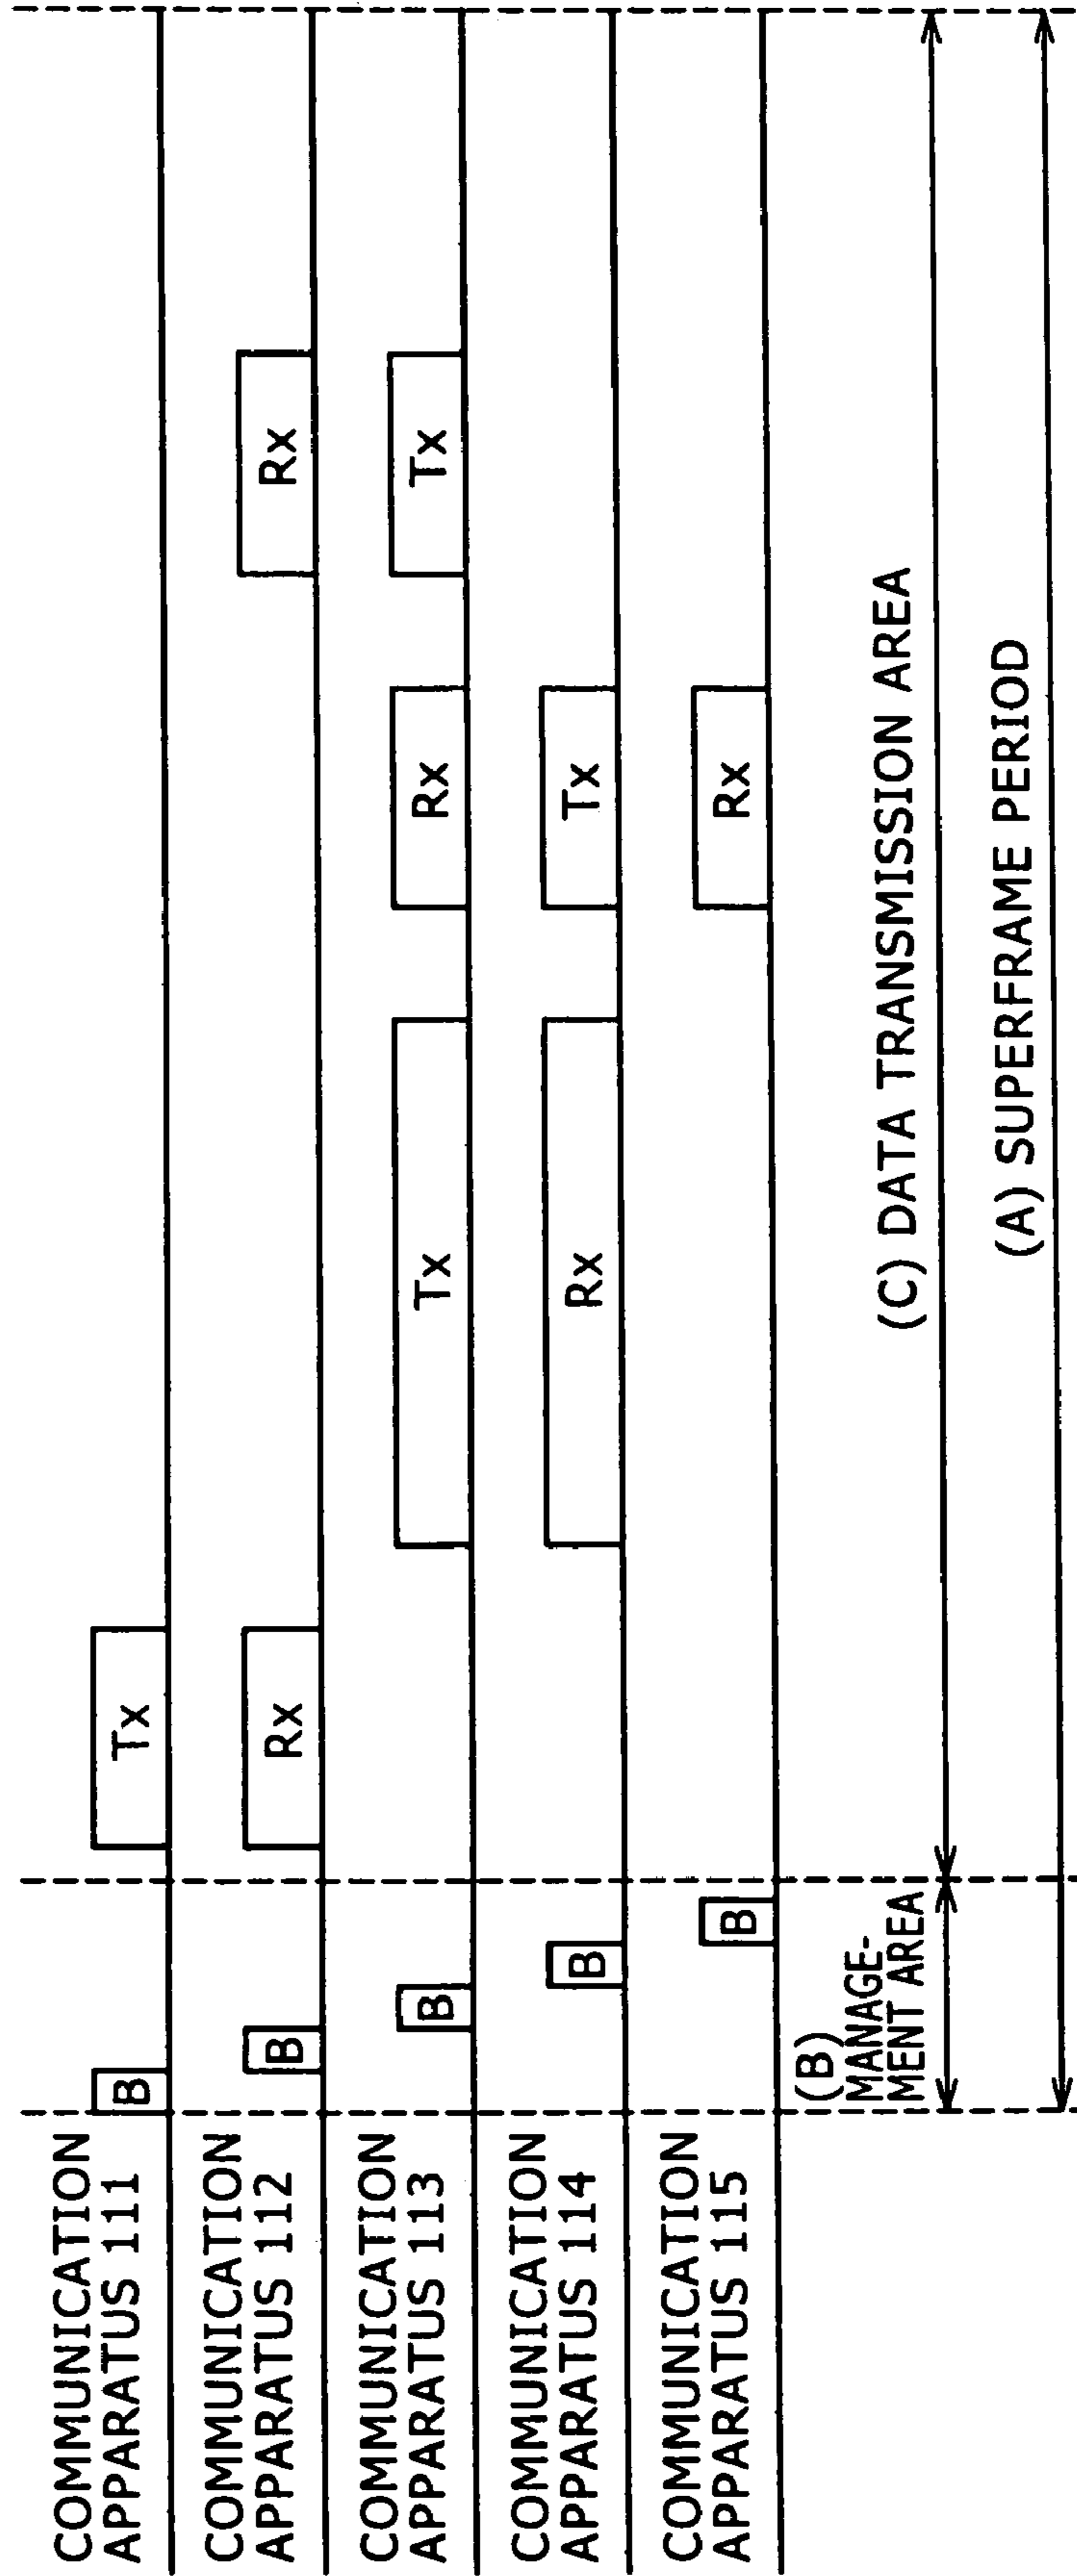 COMMUNICATION
APPARATUS 111
B
Tx
COMMUNICATION
APPARATUS 112
B
Rx
Rx
COMMUNICATION
APPARATUS 113
B
Tx
Rx
Tx
COMMUNICATION
APPARATUS 114
B
Rx
Tx
COMMUNICATION
APPARATUS 115
B
Rx
(B)
MANAGE-
MENT AREA
(C) DATA TRANSMISSION AREA
(A) SUPERFRAME PERIOD